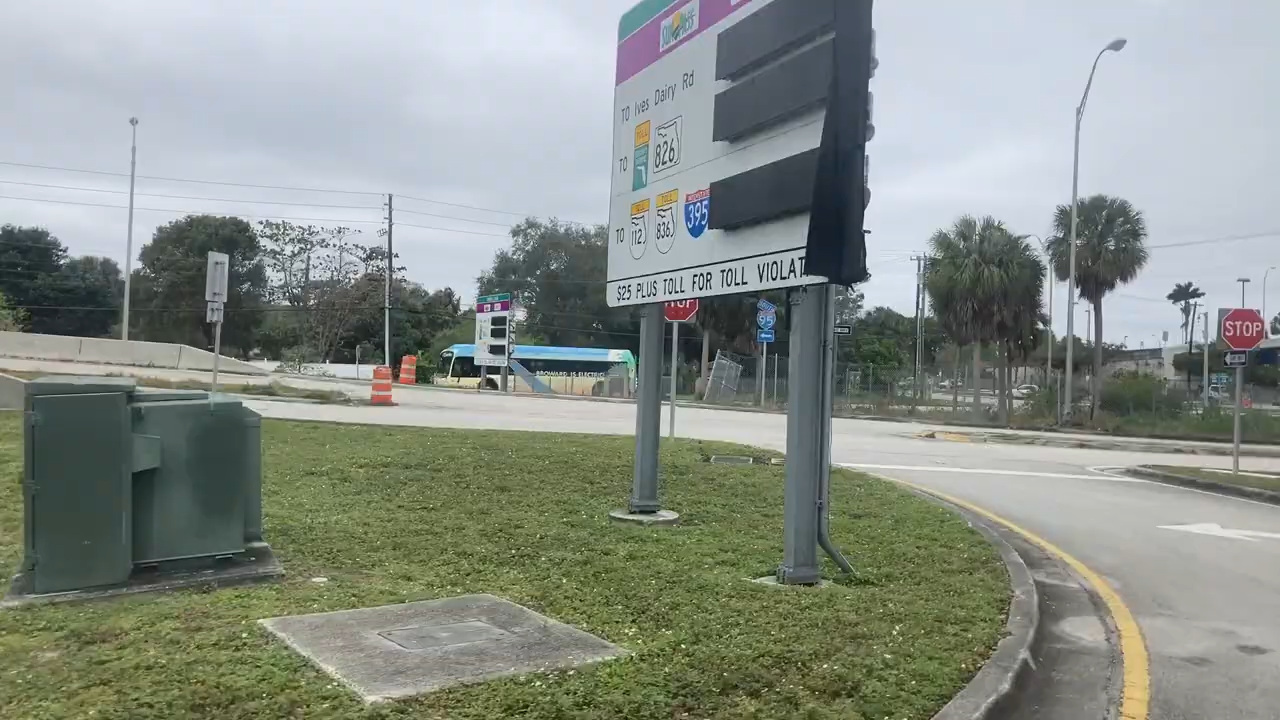 SUNPASS
TO Ives Dairy Rd
TO TOLL 826
TO TOLL 112 TOLL 836 INTERSTATE 395
$25 PLUS TOLL FOR TOLL VIOLAT
STOP
95
BROWARD IS ELECTRIC
STOP